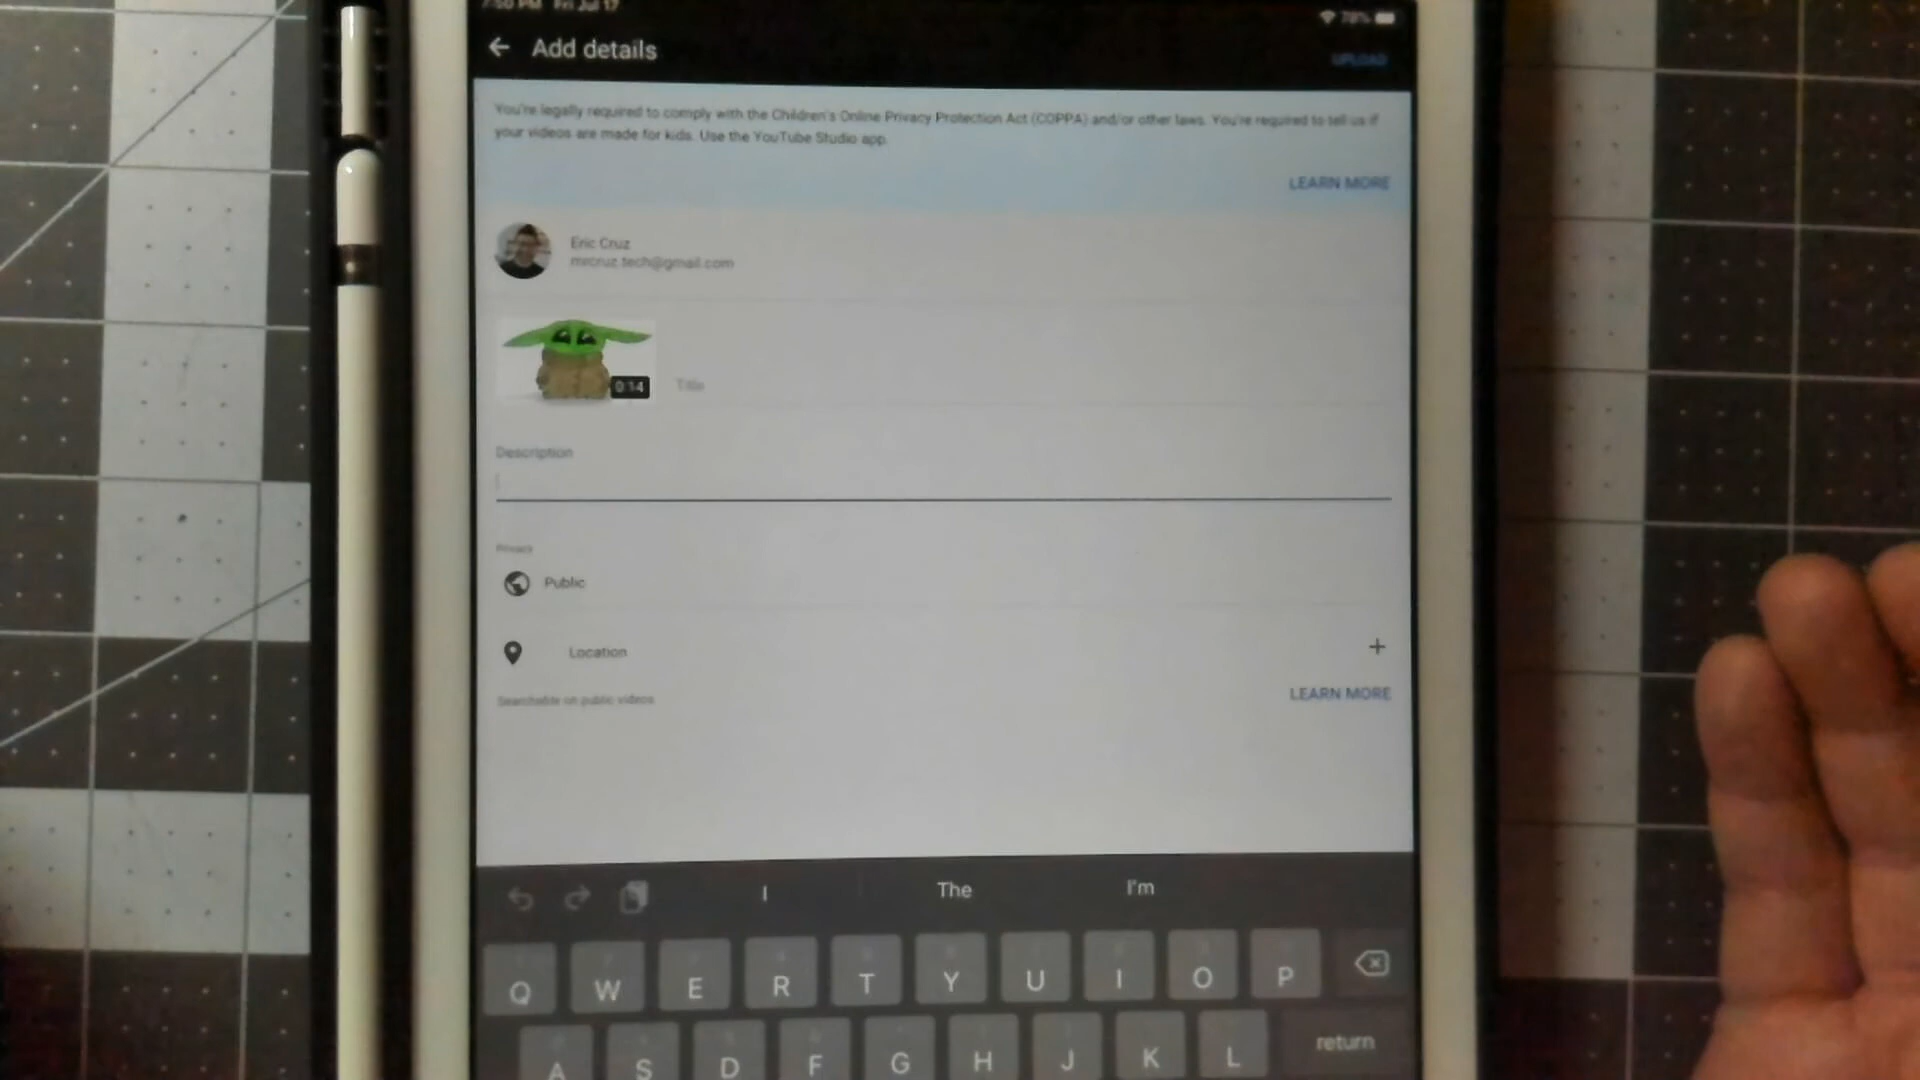 7:50 PM Fri Jul 17
78%
Add details
UPLOAD
You're legally required to comply with the Children's Online Privacy Protection Act (COPPA) and/or other laws. You're required to tell us if
your videos are made for kids. Use the YouTube Studio app.
LEARN MORE
Eric Cruz
mrcruz.tech@gmail.com
0:14
Title
Description
Privacy
Public
Location
Searchable on public videos
LEARN MORE
I The I'm
Q W E R T Y U I O P
A S D F G H J K L return